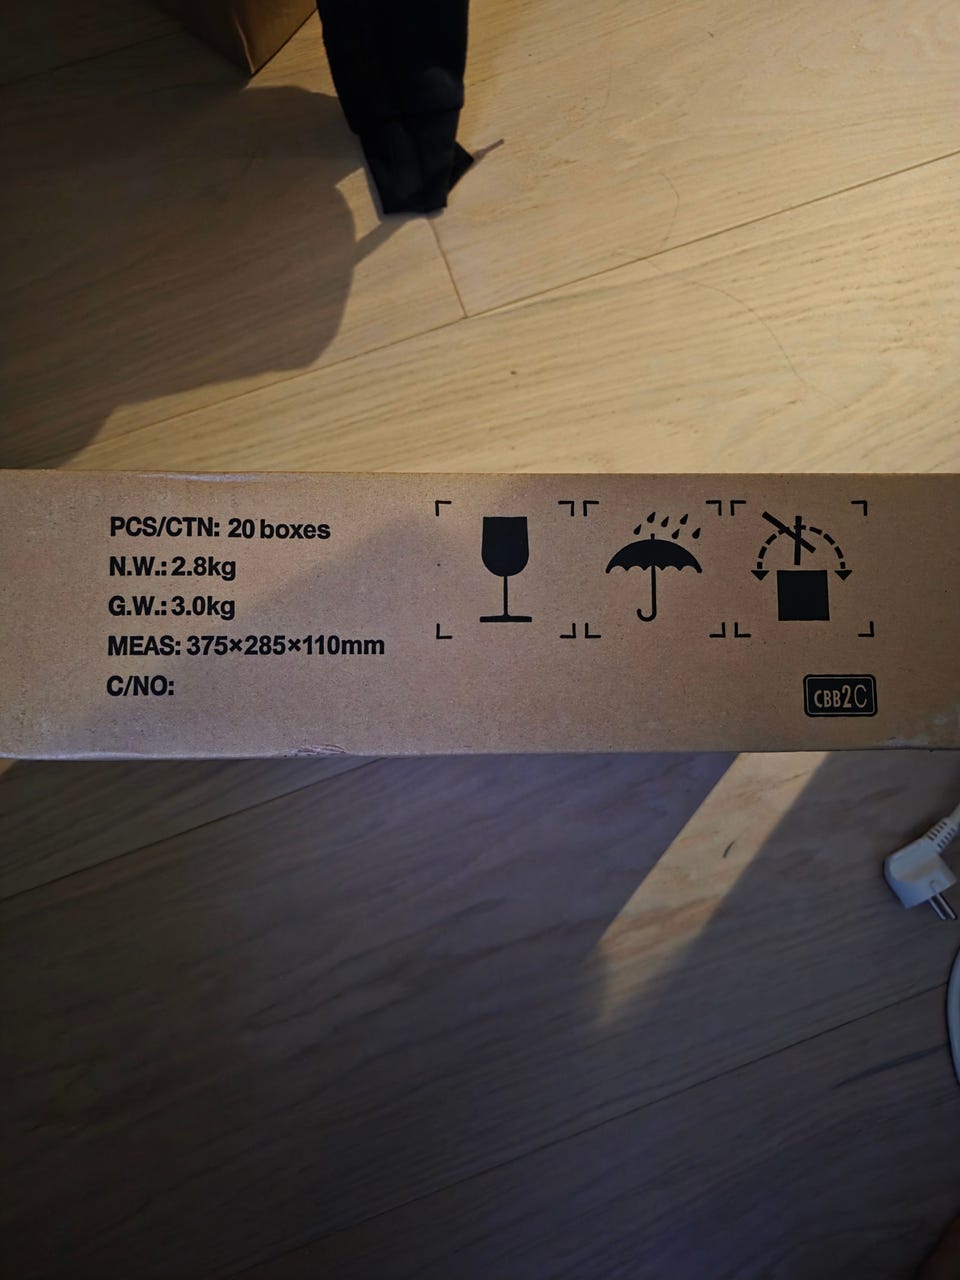 PCS/CTN: 20 boxes
N.W.: 2.8kg
G.W.: 3.0kg
MEAS: 375×285×110mm
C/NO:
CBB2C